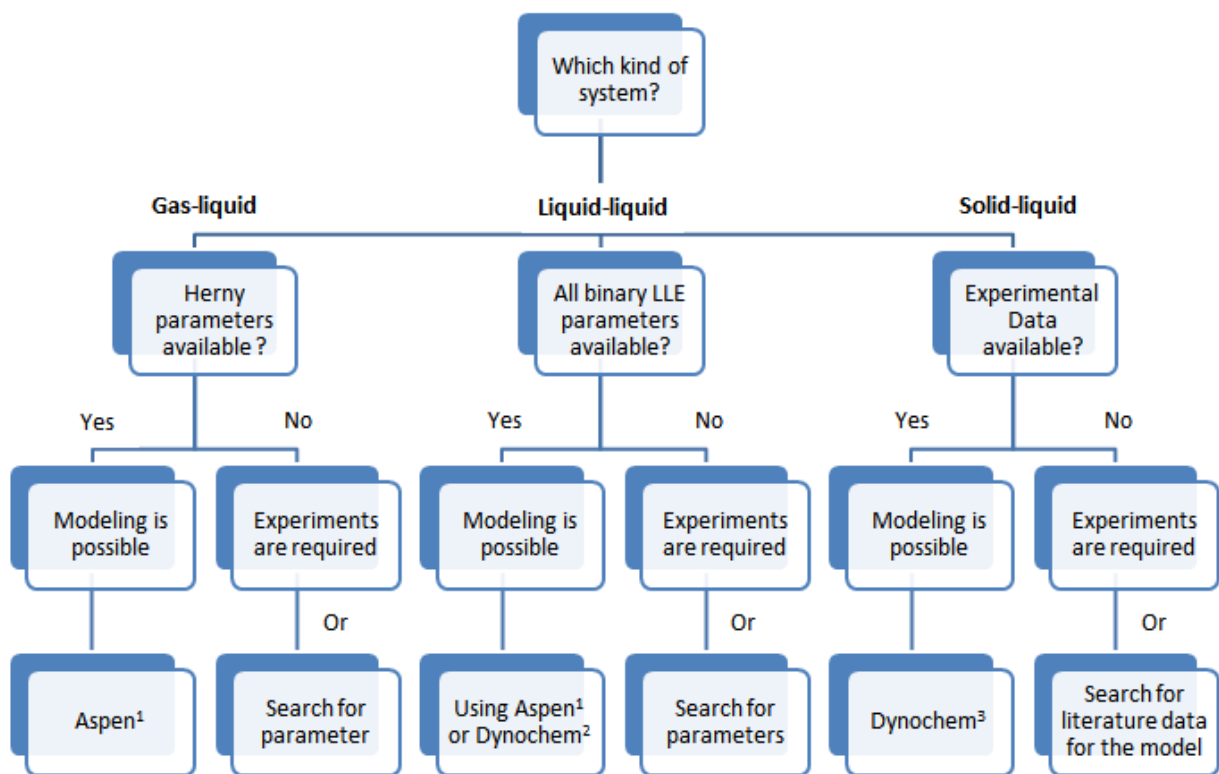 Which kind of
system?
Gas-liquid
Liquid-liquid
Solid-liquid
Herny
parameters
available ?
All binary LLE
parameters
available?
Experimental
Data
available?
Yes
No
Yes
No
Yes
No
Modeling is
possible
Experiments
are required
Modeling is
possible
Experiments
are required
Modeling is
possible
Experiments
are required
Or
Or
Or
Aspen¹
Search for
parameter
Using Aspen¹
or Dynochem²
Search for
parameters
Dynochem³
Search for
literature data
for the model